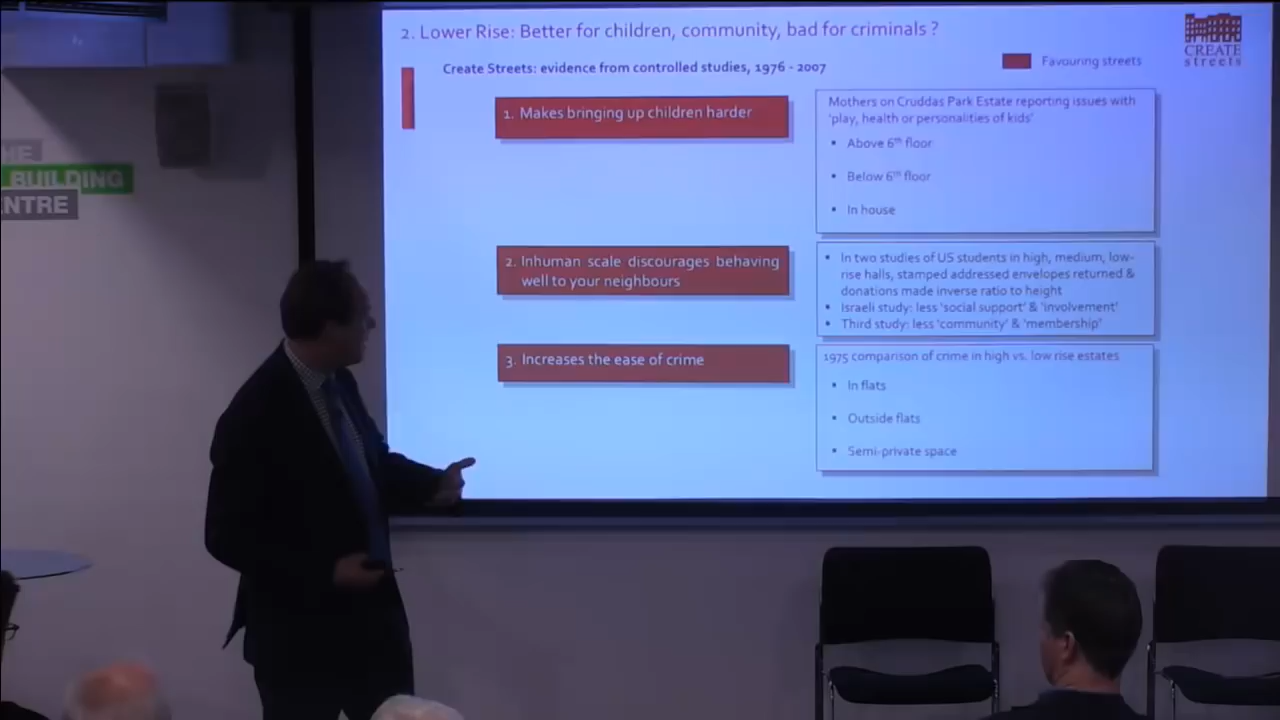 2. Lower Rise: Better for children, community, bad for criminals ?
CREATE
streets
Create Streets: evidence from controlled studies, 1976 - 2007
Favouring streets
1. Makes bringing up children harder
Mothers on Cruddas Park Estate reporting issues with
'play, health or personalities of kids'
• Above 6th floor
• Below 6th floor
• In house
2. Inhuman scale discourages behaving
well to your neighbours
• In two studies of US students in high, medium, low-
rise halls, stamped addressed envelopes returned &
donations made inverse ratio to height
• Israeli study: less 'social support' & 'involvement'
• Third study: less 'community' & 'membership'
3. Increases the ease of crime
1975 comparison of crime in high vs. low rise estates
• In flats
• Outside flats
• Semi-private space
HE
BUILDING
ENTRE